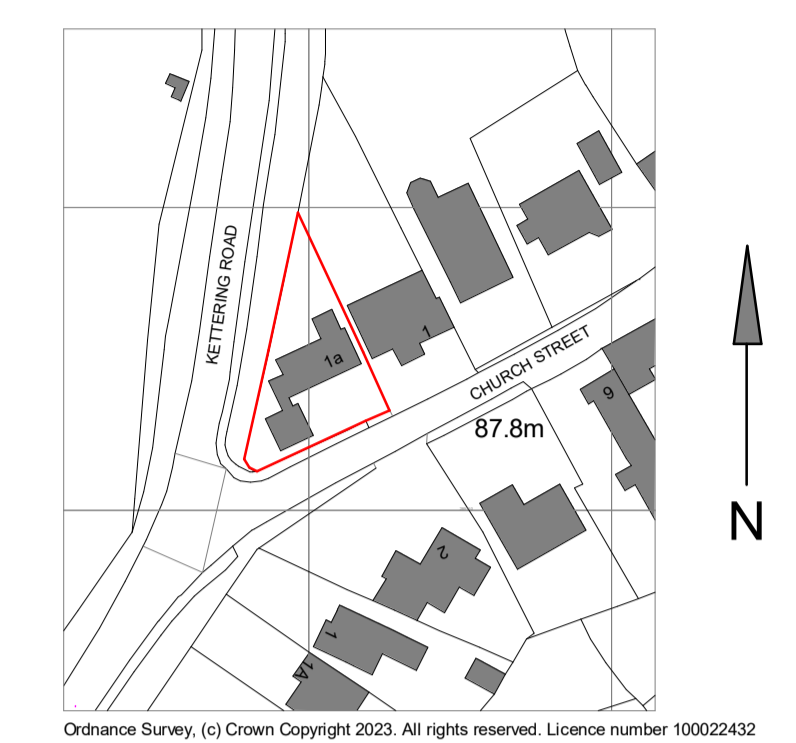 KETTERING ROAD
1
1a
CHURCH STREET
9
87.8m
N
2
1
1A
Ordnance Survey, (c) Crown Copyright 2023. All rights reserved. Licence number 100022432